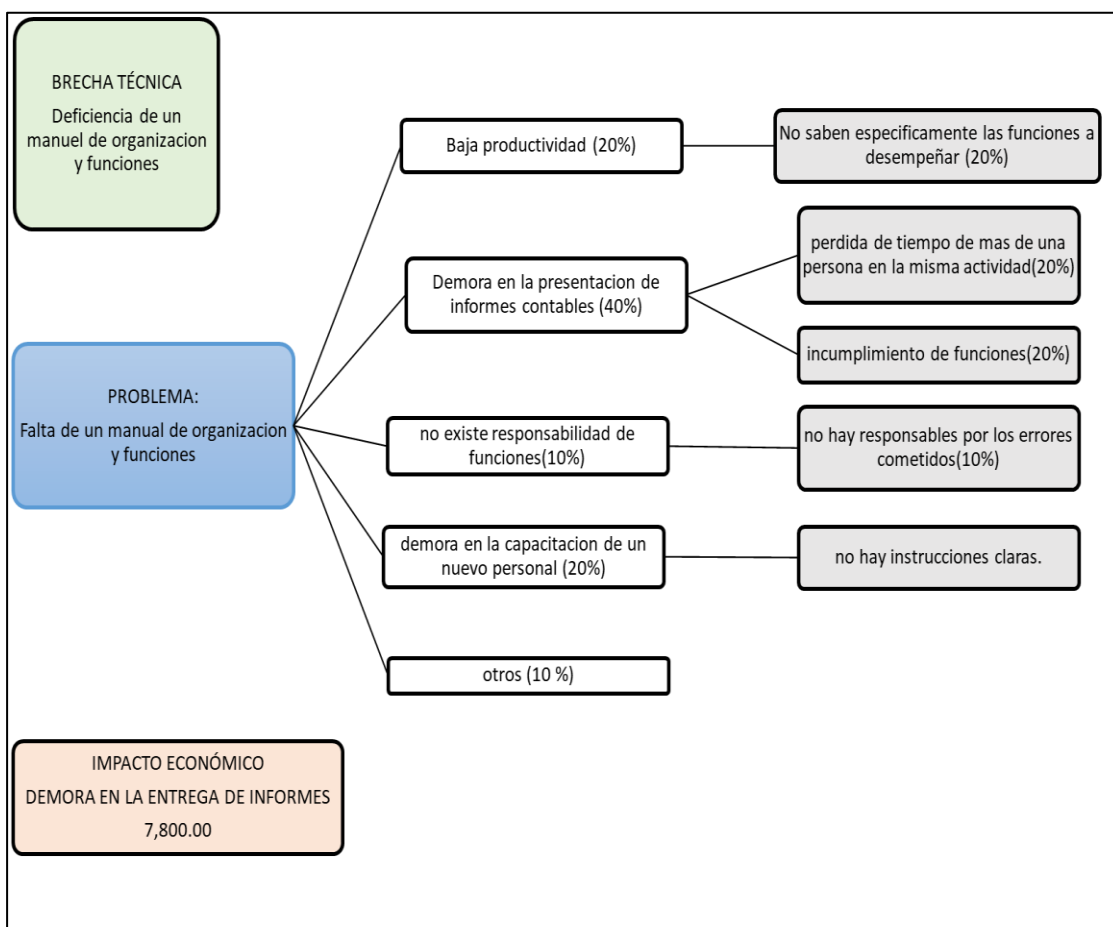 BRECHA TÉCNICA
Deficiencia de un
manuel de organizacion
y funciones
Baja productividad (20%)
No saben especificamente las funciones a
desempeñar (20%)
Demora en la presentacion de
informes contables (40%)
perdida de tiempo de mas de una
persona en la misma actividad(20%)
incumplimiento de funciones(20%)
PROBLEMA:
Falta de un manual de organizacion
y funciones
no existe responsabilidad de
funciones(10%)
no hay responsables por los errores
cometidos(10%)
demora en la capacitacion de un
nuevo personal (20%)
no hay instrucciones claras.
otros (10 %)
IMPACTO ECONÓMICO
DEMORA EN LA ENTREGA DE INFORMES
7,800.00